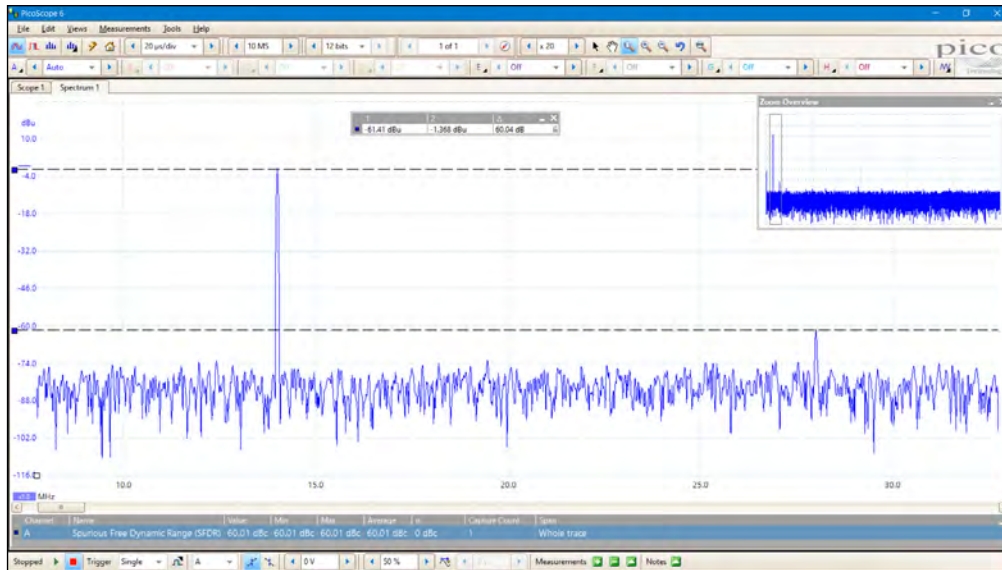 PicoScope 6
File Edit Views Measurements Tools Help
20 µs/div 10 MS 12 bits 1 of 1 x 20
pico
A Auto E Off Off Off H Off
Scope 1 Spectrum 1
dBu
10.0
-4.0
-18.0
-32.0
-46.0
-60.0
-74.0
-88.0
-102.0
-116.0
1 2 Δ
-61.41 dBu -1.368 dBu 60.04 dB
Zoom Overview
10.0 15.0 20.0 25.0 30.0
x1.0 MHz
Channel Name Value Min Max Average σ Capture Count Span
A Spurious Free Dynamic Range (SFDR) 60.01 dBc 60.01 dBc 60.01 dBc 60.01 dBc 0 dBc 1 Whole trace
Stopped Trigger Single A 0 V 50 % Measurements Notes